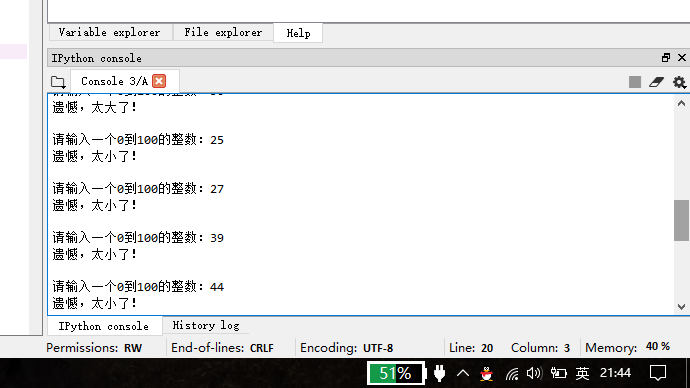 Variable explorer File explorer Help
IPython console
Console 3/A
遗憾，太大了！
请输入一个0到100的整数：25
遗憾，太小了！
请输入一个0到100的整数：27
遗憾，太小了！
请输入一个0到100的整数：39
遗憾，太小了！
请输入一个0到100的整数：44
遗憾，太小了！
IPython console History log
Permissions: RW End-of-lines: CRLF Encoding: UTF-8 Line: 20 Column: 3 Memory: 40 %
51% 英 21:44